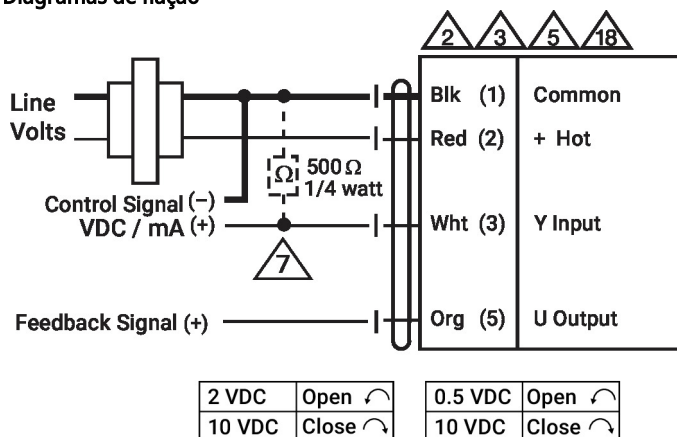 Diagramas de fiação
2 3 5 18
Line
Volts
Blk (1) Common
Red (2) + Hot
Ω 500 Ω
1/4 watt
Control Signal (–)
VDC / mA (+)
Wht (3) Y Input
7
Feedback Signal (+)
Org (5) U Output
2 VDC Open 0.5 VDC Open
10 VDC Close 10 VDC Close